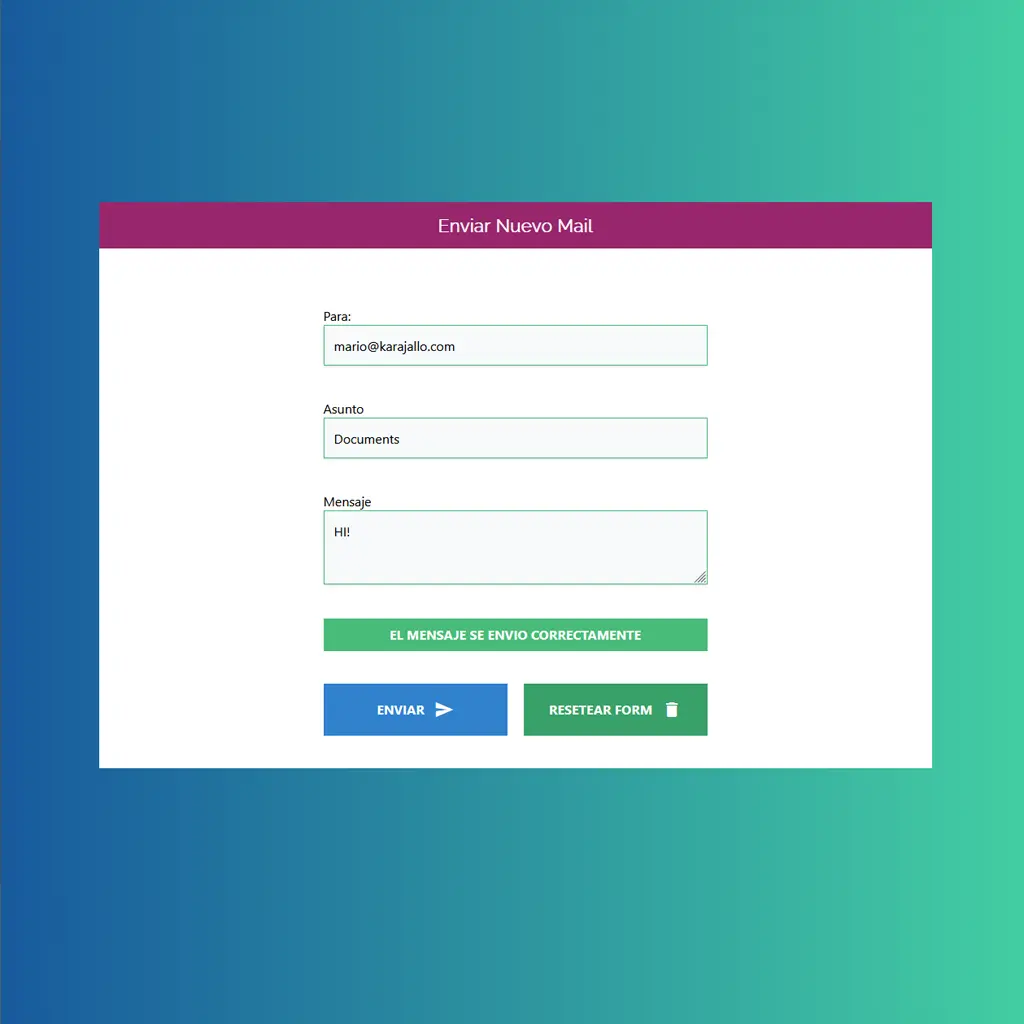 Enviar Nuevo Mail
Para:
mario@karajallo.com
Asunto
Documents
Mensaje
HI!
EL MENSAJE SE ENVIO CORRECTAMENTE
ENVIAR
RESETEAR FORM